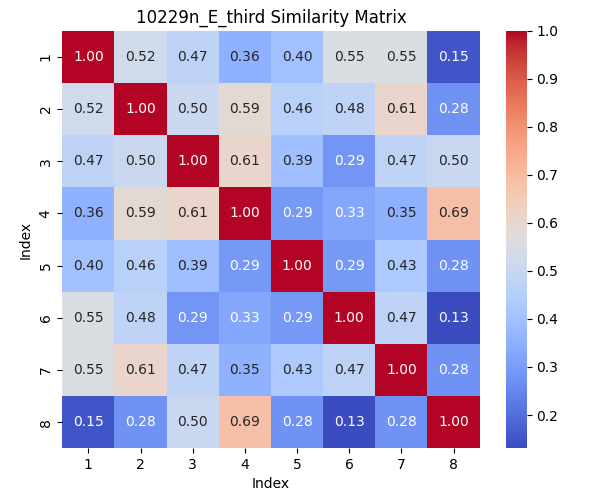 10229n_E_third Similarity Matrix
1 1.00 0.52 0.47 0.36 0.40 0.55 0.55 0.15
2 0.52 1.00 0.50 0.59 0.46 0.48 0.61 0.28
3 0.47 0.50 1.00 0.61 0.39 0.29 0.47 0.50
4 0.36 0.59 0.61 1.00 0.29 0.33 0.35 0.69
5 0.40 0.46 0.39 0.29 1.00 0.29 0.43 0.28
6 0.55 0.48 0.29 0.33 0.29 1.00 0.47 0.13
7 0.55 0.61 0.47 0.35 0.43 0.47 1.00 0.28
8 0.15 0.28 0.50 0.69 0.28 0.13 0.28 1.00
1 2 3 4 5 6 7 8
Index
Index
1.0
0.9
0.8
0.7
0.6
0.5
0.4
0.3
0.2